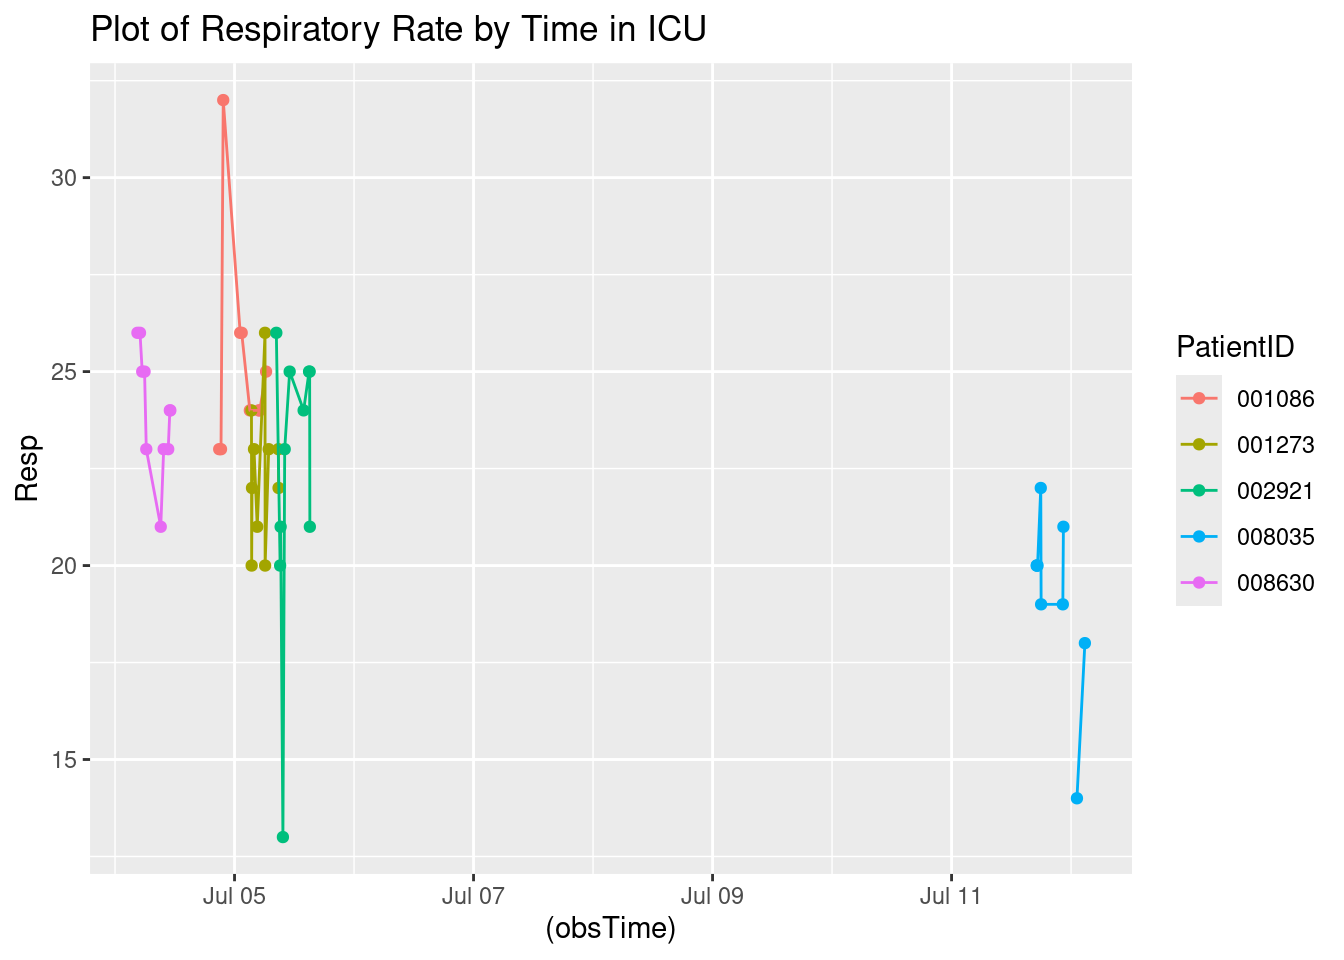 Plot of Respiratory Rate by Time in ICU
Resp
30
25
20
15
Jul 05 Jul 07 Jul 09 Jul 11
(obsTime)
PatientID
001086
001273
002921
008035
008630